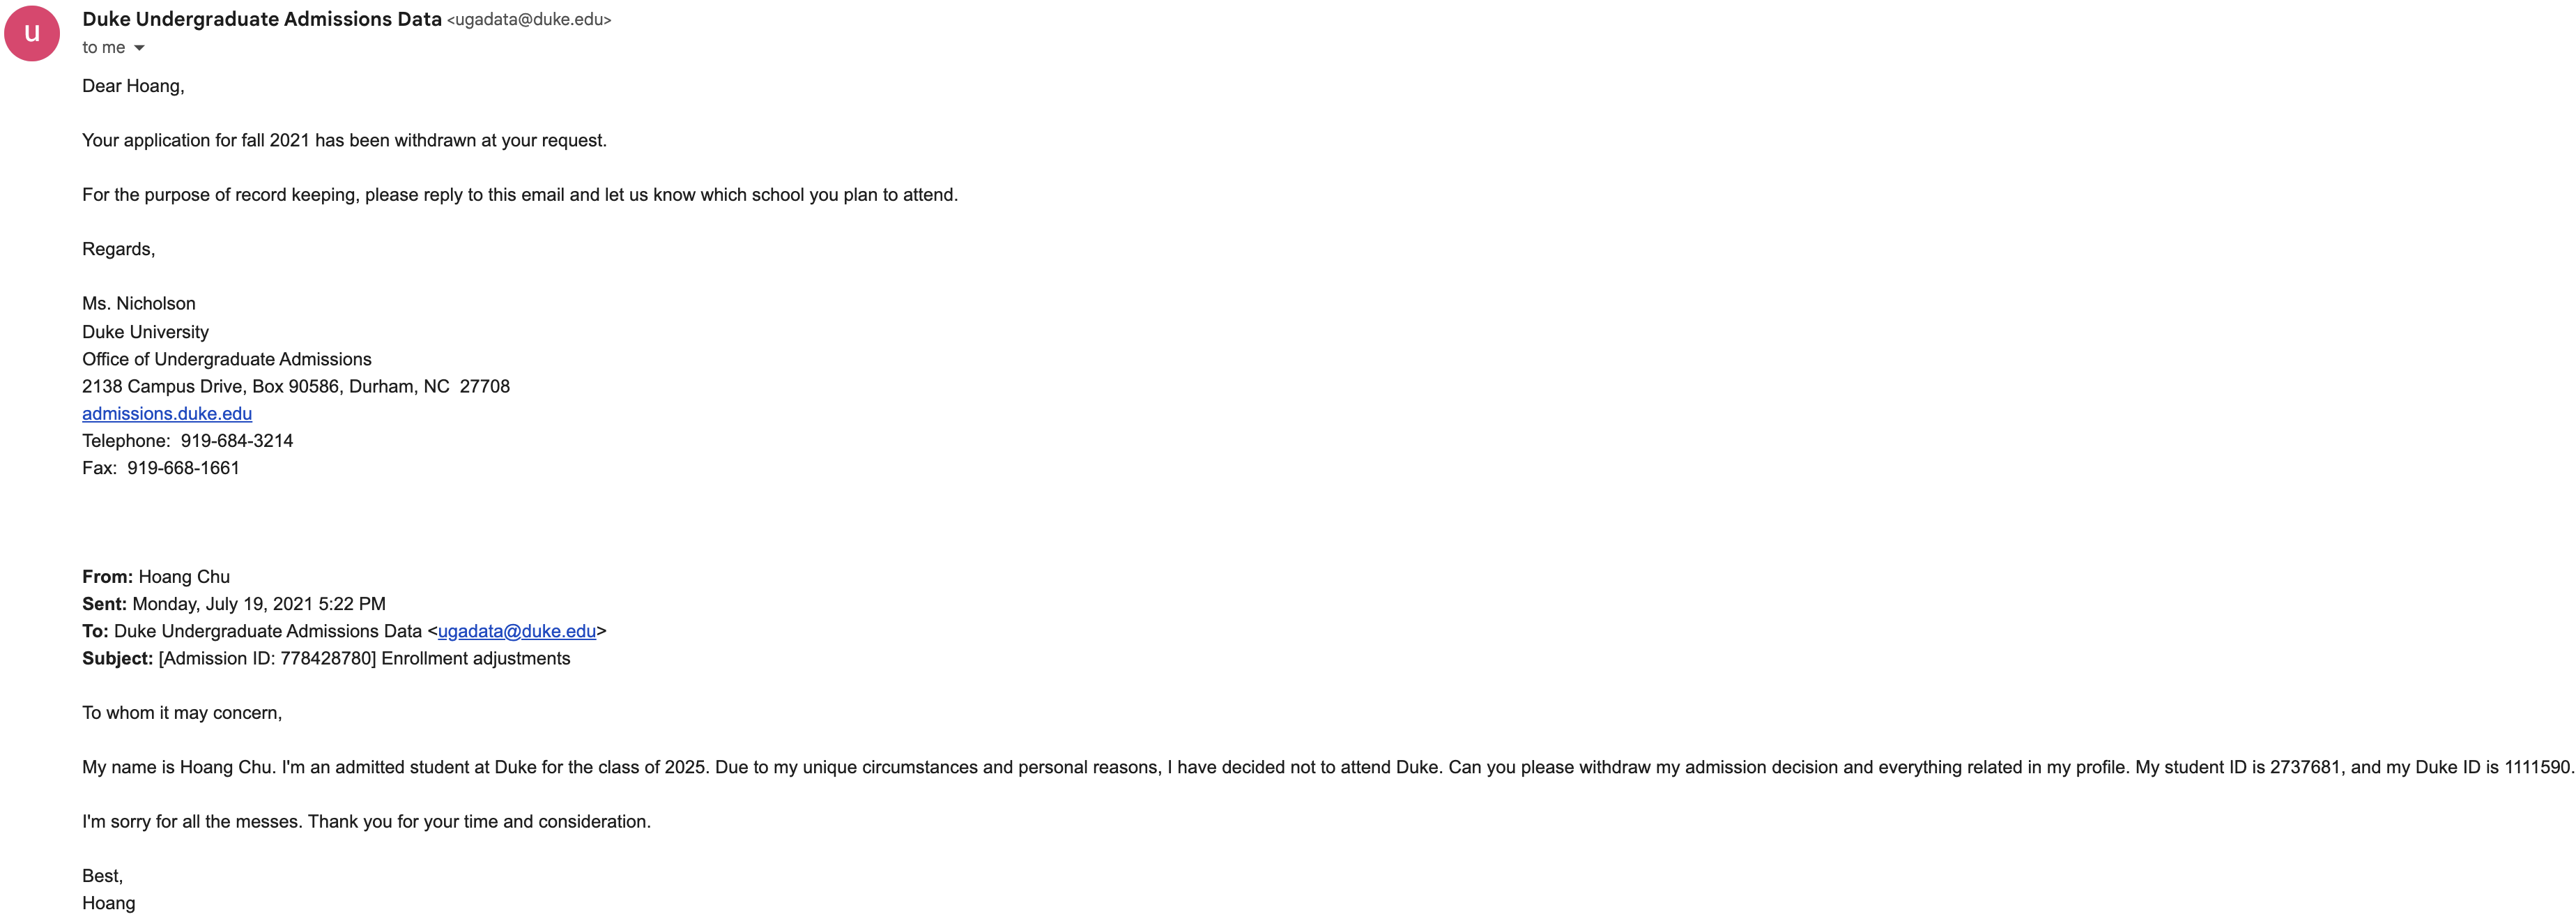 u
Duke Undergraduate Admissions Data <ugadata@duke.edu>
to me
Dear Hoang,
Your application for fall 2021 has been withdrawn at your request.
For the purpose of record keeping, please reply to this email and let us know which school you plan to attend.
Regards,
Ms. Nicholson
Duke University
Office of Undergraduate Admissions
2138 Campus Drive, Box 90586, Durham, NC  27708
admissions.duke.edu
Telephone:  919-684-3214
Fax:  919-668-1661
From: Hoang Chu
Sent: Monday, July 19, 2021 5:22 PM
To: Duke Undergraduate Admissions Data <ugadata@duke.edu>
Subject: [Admission ID: 778428780] Enrollment adjustments
To whom it may concern,
My name is Hoang Chu. I'm an admitted student at Duke for the class of 2025. Due to my unique circumstances and personal reasons, I have decided not to attend Duke. Can you please withdraw my admission decision and everything related in my profile. My student ID is 2737681, and my Duke ID is 1111590.
I'm sorry for all the messes. Thank you for your time and consideration.
Best,
Hoang